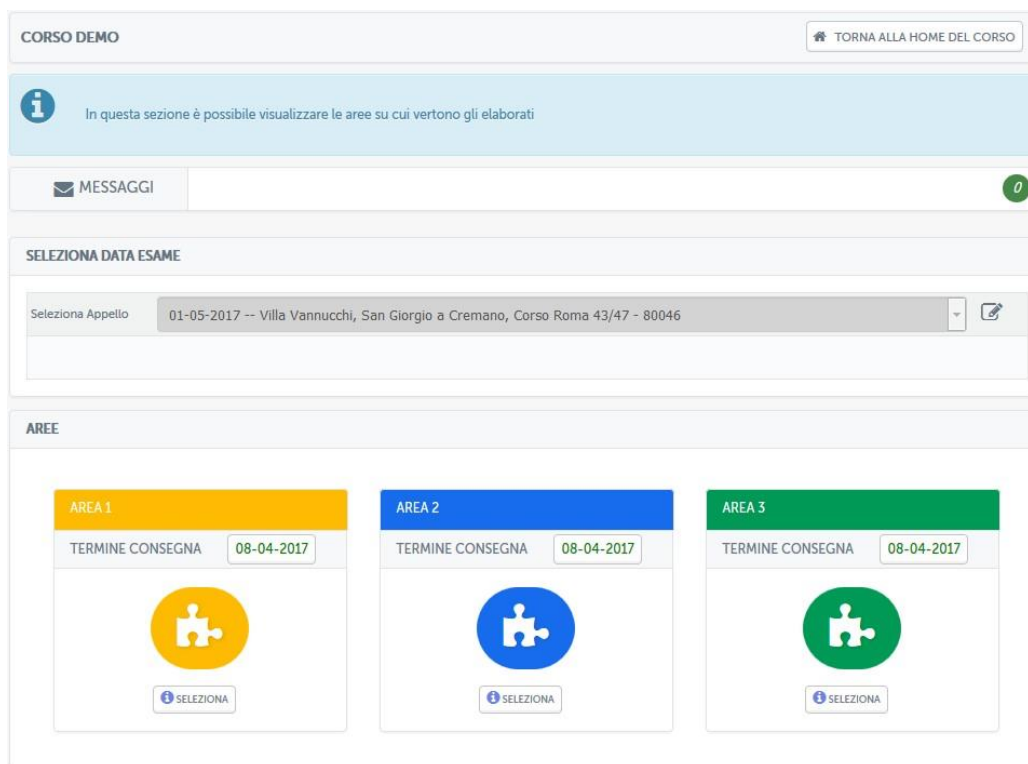 CORSO DEMO
TORNA ALLA HOME DEL CORSO
In questa sezione è possibile visualizzare le aree su cui vertono gli elaborati
MESSAGGI
0
SELEZIONA DATA ESAME
Seleziona Appello
01-05-2017 -- Villa Vannucchi, San Giorgio a Cremano, Corso Roma 43/47 - 80046
AREE
AREA 1
TERMINE CONSEGNA 08-04-2017
SELEZIONA
AREA 2
TERMINE CONSEGNA 08-04-2017
SELEZIONA
AREA 3
TERMINE CONSEGNA 08-04-2017
SELEZIONA